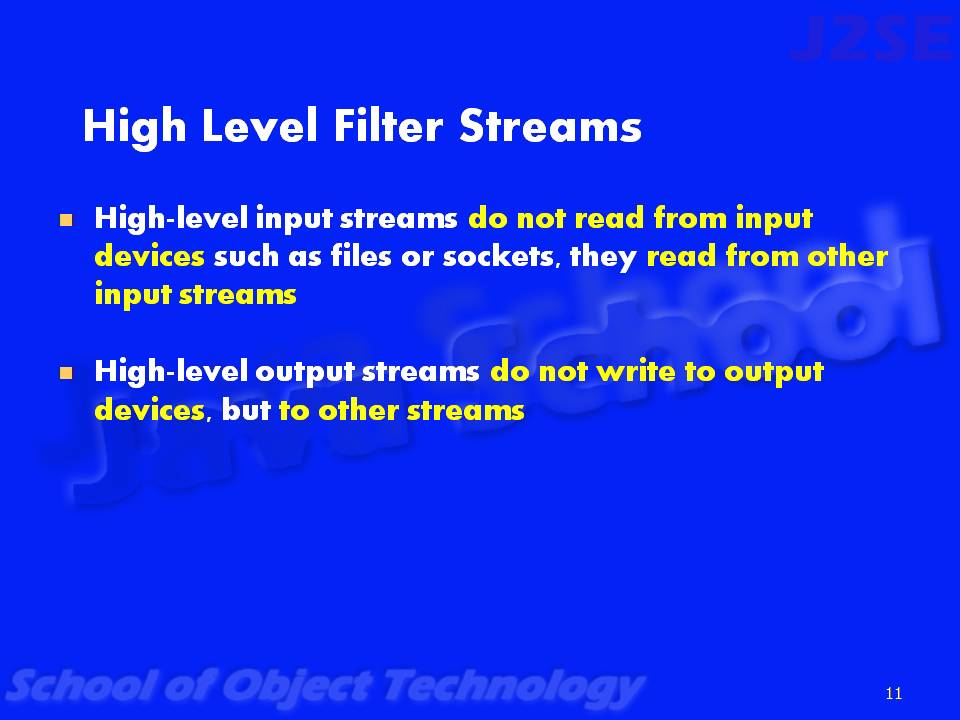 J2SE
High Level Filter Streams
High-level input streams do not read from input
devices such as files or sockets, they read from other
input streams
High-level output streams do not write to output
devices, but to other streams
Java School
School of Object Technology
11